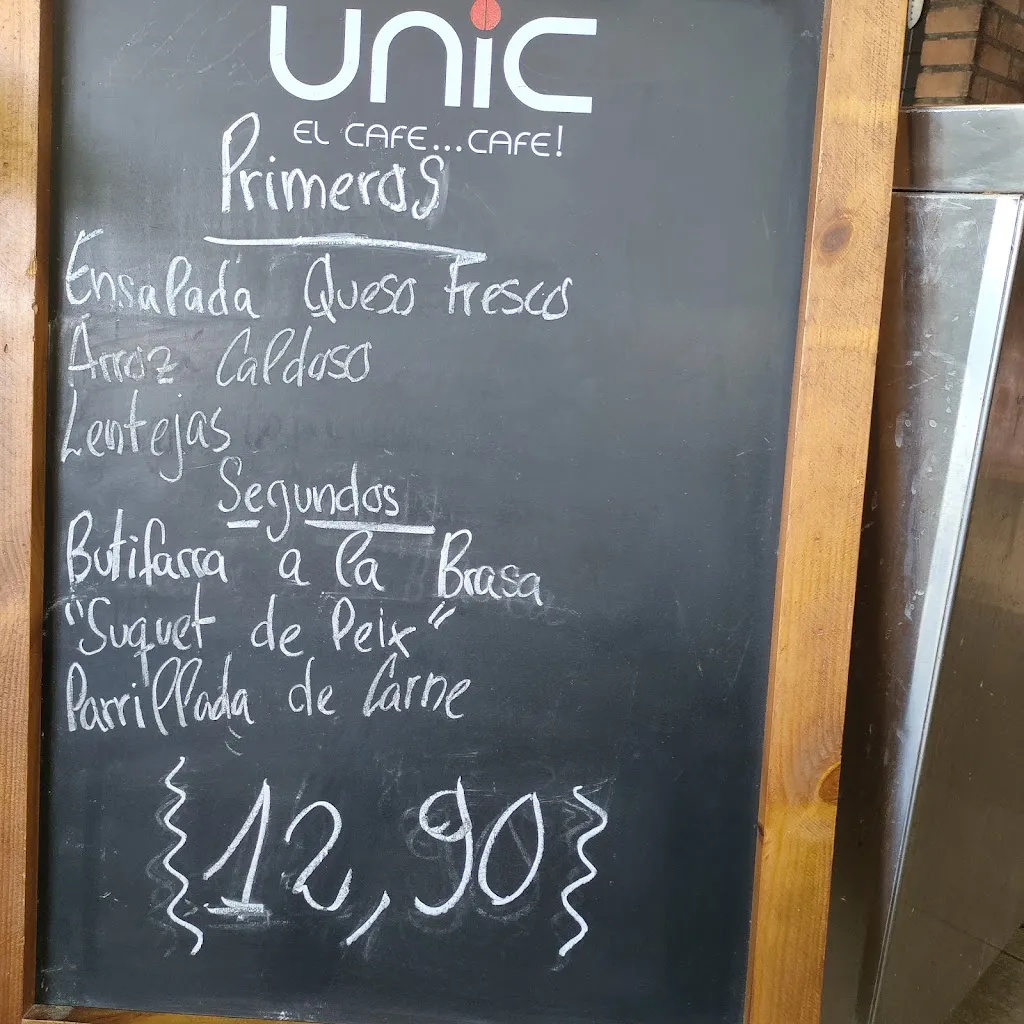 UNIC
EL CAFE...CAFE!
Primeros
Ensalada Queso Fresco
Arroz Caldoso
Lentejas
Segundos
Butifarra a la Brasa
"Suquet de Peix"
Parrillada de Carne
12,90